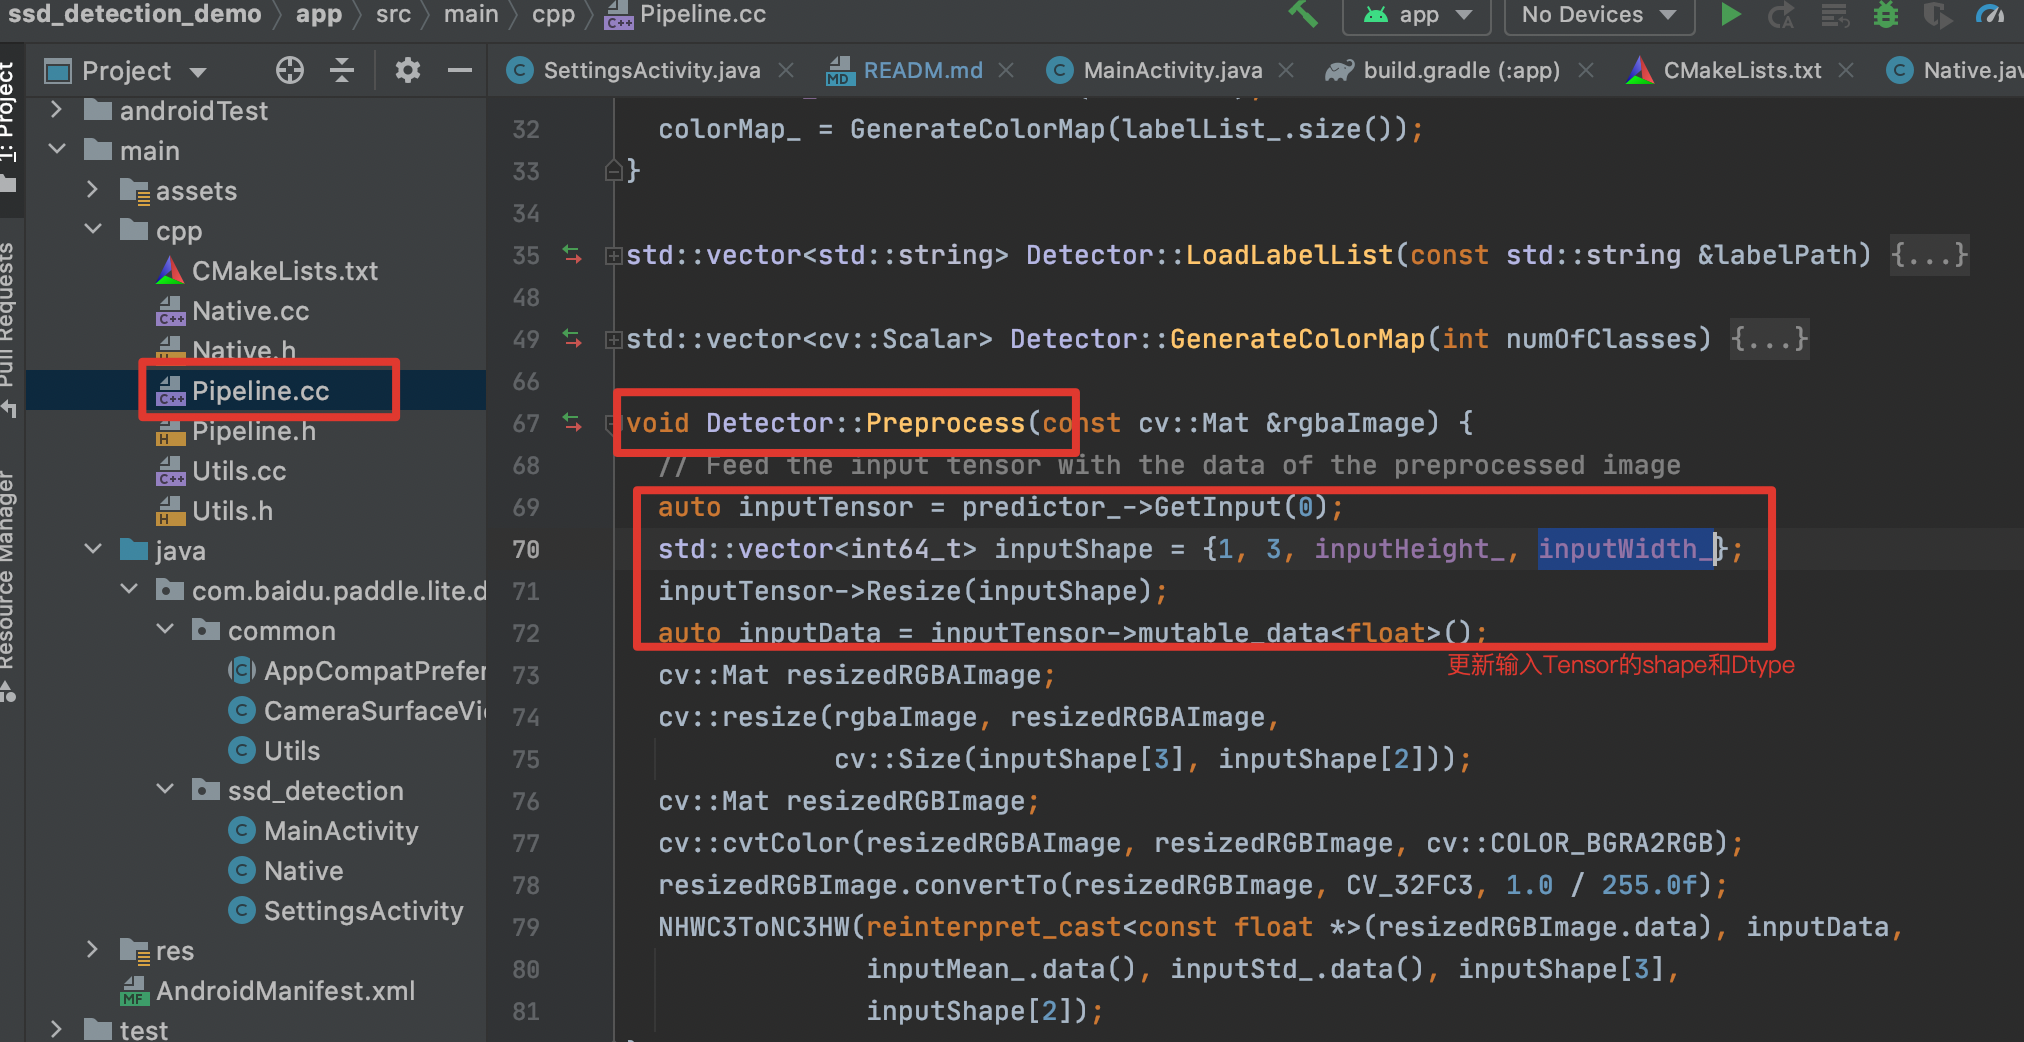 ssd_detection_demo app src main cpp Pipeline.cc app No Devices
1: Project
Pull Requests
Resource Manager
Project
SettingsActivity.java READM.md MainActivity.java build.gradle (:app) CMakeLists.txt Native.jav
androidTest
main
assets
cpp
CMakeLists.txt
Native.cc
Native.h
Pipeline.cc
Pipeline.h
Utils.cc
Utils.h
java
com.baidu.paddle.lite.d
common
AppCompatPrefer
CameraSurfaceVi
Utils
ssd_detection
MainActivity
Native
SettingsActivity
res
AndroidManifest.xml
test
32 colorMap_ = GenerateColorMap(labelList_.size());
33 }
34
35 std::vector<std::string> Detector::LoadLabelList(const std::string &labelPath) {...}
48
49 std::vector<cv::Scalar> Detector::GenerateColorMap(int numOfClasses) {...}
66
67 void Detector::Preprocess(const cv::Mat &rgbaImage) {
68 // Feed the input tensor with the data of the preprocessed image
69 auto inputTensor = predictor_->GetInput(0);
70 std::vector<int64_t> inputShape = {1, 3, inputHeight_, inputWidth_};
71 inputTensor->Resize(inputShape);
72 auto inputData = inputTensor->mutable_data<float>();
更新输入Tensor的shape和Dtype
73 cv::Mat resizedRGBAImage;
74 cv::resize(rgbaImage, resizedRGBAImage,
75 cv::Size(inputShape[3], inputShape[2]));
76 cv::Mat resizedRGBImage;
77 cv::cvtColor(resizedRGBAImage, resizedRGBImage, cv::COLOR_BGRA2RGB);
78 resizedRGBImage.convertTo(resizedRGBImage, CV_32FC3, 1.0 / 255.0f);
79 NHWC3ToNC3HW(reinterpret_cast<const float *>(resizedRGBImage.data), inputData,
80 inputMean_.data(), inputStd_.data(), inputShape[3],
81 inputShape[2]);